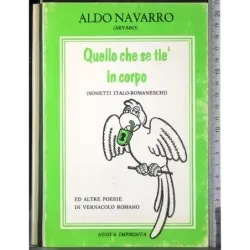 ALDO NAVARRO
(ARVARO)
Quello che se tie'
in corpo
(SONETTI ITALO-ROMANESCHI)
ED ALTRE POESIE
IN VERNACOLO ROMANO
NUOVA IMPRONTA